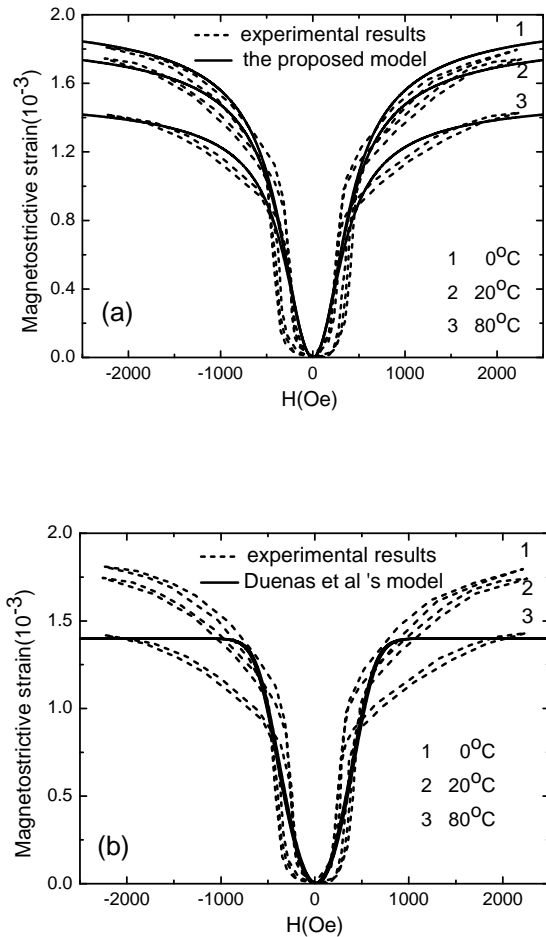 2.0
1.6
1.2
0.8
0.4
0.0
Magnetostrictive strain(10⁻³)
experimental results
the proposed model
1
2
3
1 0°C
2 20°C
3 80°C
(a)
-2000 -1000 0 1000 2000
H(Oe)
2.0
1.5
1.0
0.5
0.0
Magnetostrictive strain(10⁻³)
experimental results
Duenas et al 's model
1
2
3
1 0°C
2 20°C
3 80°C
(b)
-2000 -1000 0 1000 2000
H(Oe)